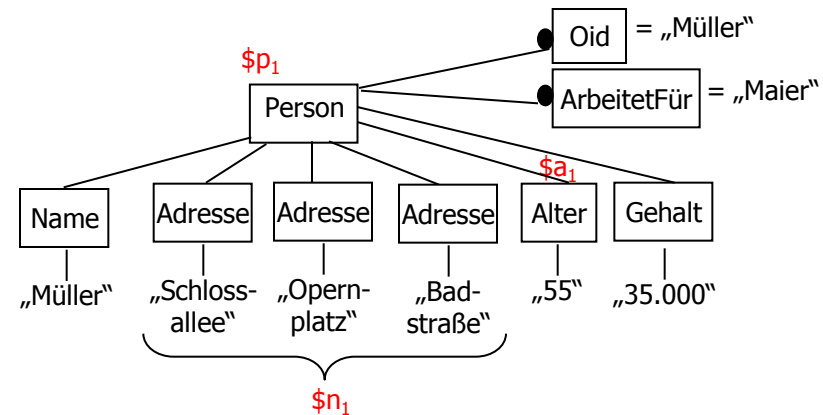 Oid = „Müller“
$p1
ArbeitetFür = „Maier“
Person
$a1
Name Adresse Adresse Adresse Alter Gehalt
„Müller“ „Schloss-
allee“ „Opern-
platz“ „Bad-
straße“ „55“ „35.000“
$n1